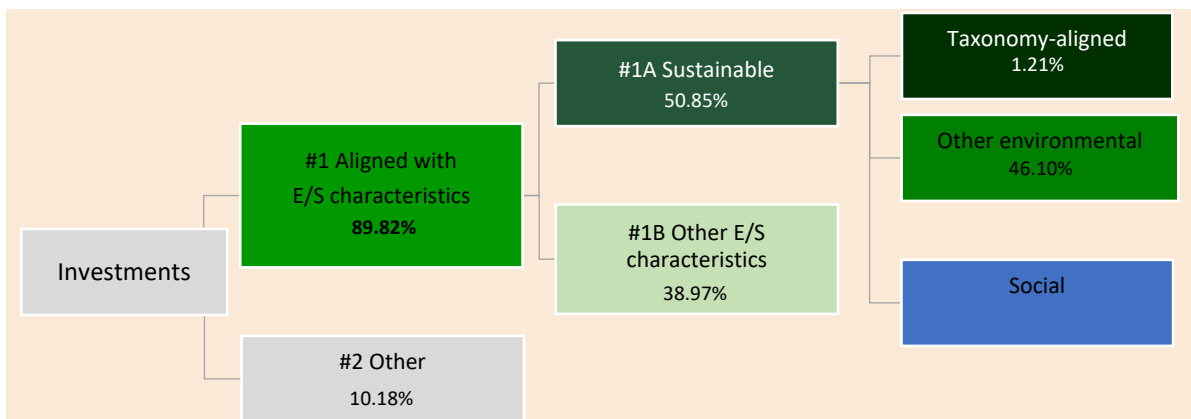 Investments
#1 Aligned with
E/S characteristics
89.82%
#2 Other
10.18%
#1A Sustainable
50.85%
#1B Other E/S
characteristics
38.97%
Taxonomy-aligned
1.21%
Other environmental
46.10%
Social